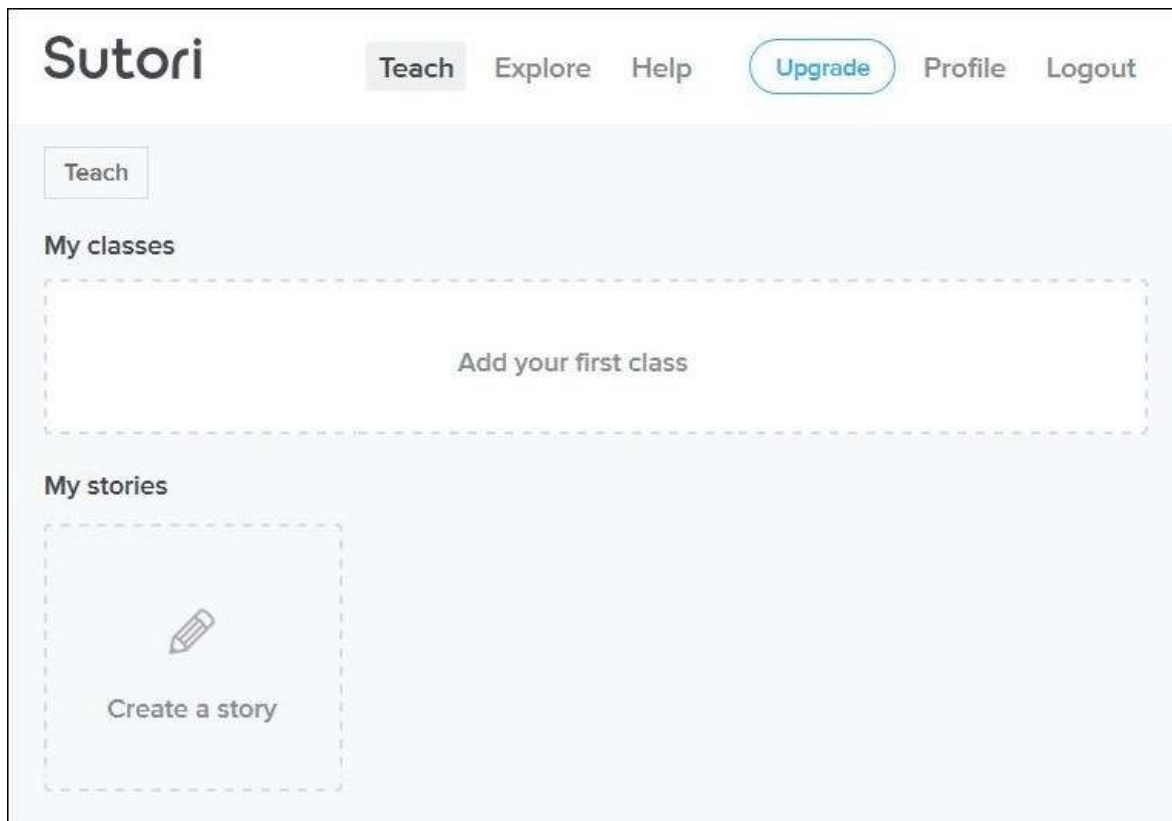 Sutori
Teach Explore Help Upgrade Profile Logout
Teach
My classes
Add your first class
My stories
Create a story